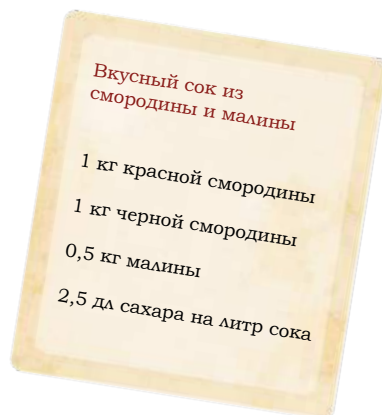 Вкусный сок из
смородины и малины
1 кг красной смородины
1 кг черной смородины
0,5 кг малины
2,5 дл сахара на литр сока